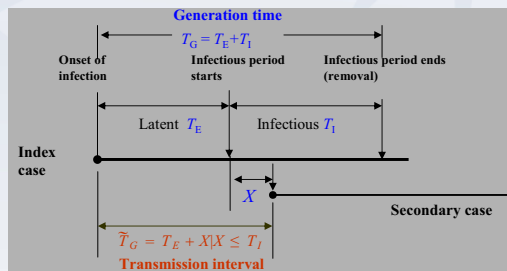 Generation time
T_G = T_E+T_I
Onset of infection
Infectious period starts
Infectious period ends (removal)
Latent T_E
Infectious T_I
Index case
X
Secondary case
T̃_G = T_E + X|X ≤ T_I
Transmission interval